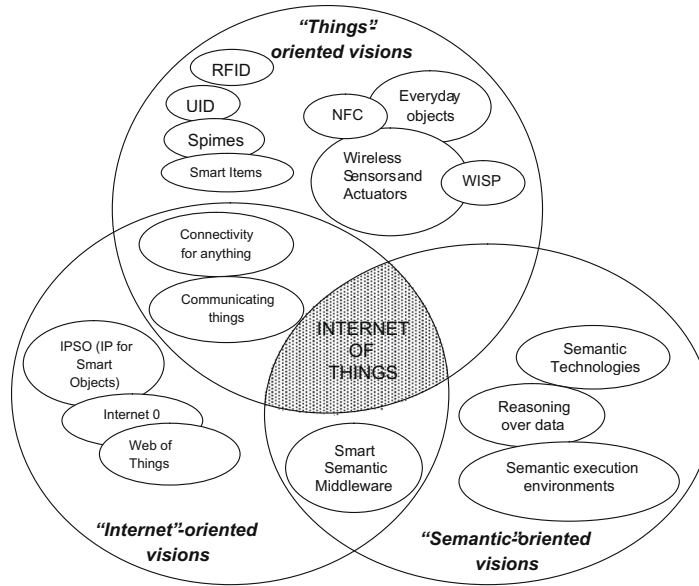 “Things”-
oriented visions
RFID
UID
Spimes
Smart Items
NFC
Everyday
objects
Wireless
Sensors and
Actuators
WISP
Connectivity
for anything
Communicating
things
INTERNET
OF
THINGS
IPSO (IP for
Smart
Objects)
Internet 0
Web of
Things
Semantic
Technologies
Reasoning
over data
Semantic execution
environments
Smart
Semantic
Middleware
“Internet”-oriented
visions
“Semantic”-oriented
visions